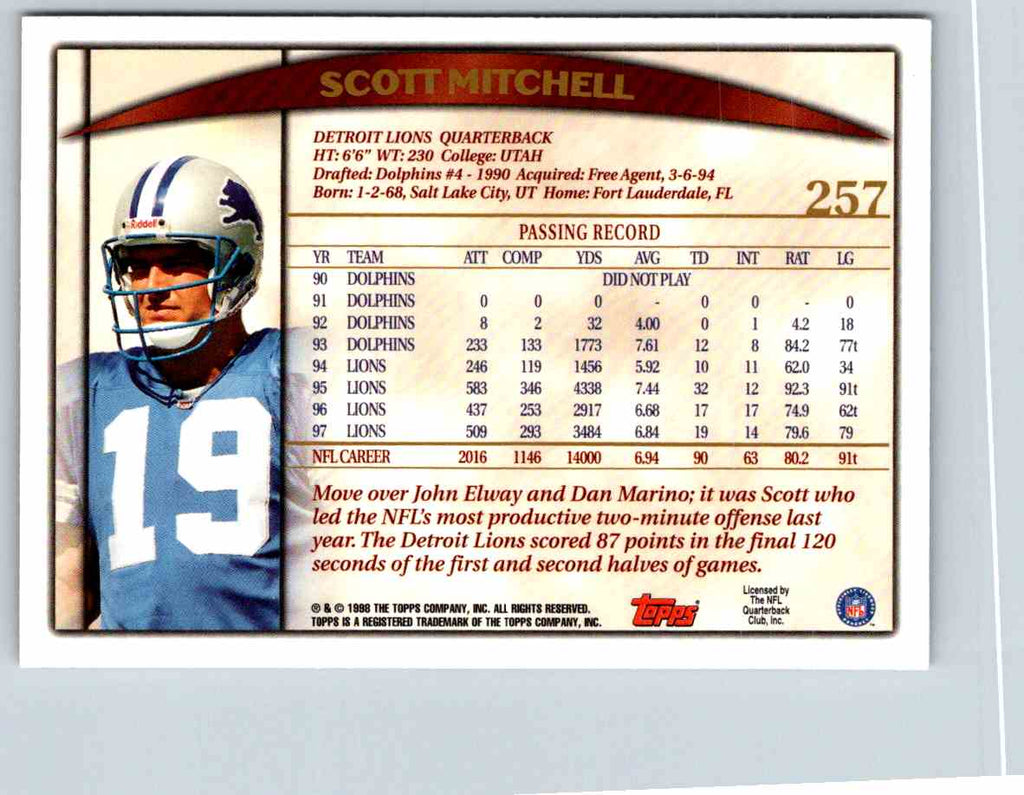 SCOTT MITCHELL
DETROIT LIONS QUARTERBACK
HT: 6'6" WT: 230 College: UTAH
Drafted: Dolphins #4 - 1990 Acquired: Free Agent, 3-6-94
Born: 1-2-68, Salt Lake City, UT Home: Fort Lauderdale, FL
257
Riddell
PASSING RECORD
YR TEAM ATT COMP YDS AVG TD INT RAT LG
90 DOLPHINS DID NOT PLAY
91 DOLPHINS 0 0 0 - 0 0 - 0
92 DOLPHINS 8 2 32 4.00 0 1 4.2 18
93 DOLPHINS 233 133 1773 7.61 12 8 84.2 77t
94 LIONS 246 119 1456 5.92 10 11 62.0 34
95 LIONS 583 346 4338 7.44 32 12 92.3 91t
96 LIONS 437 253 2917 6.68 17 17 74.9 62t
97 LIONS 509 293 3484 6.84 19 14 79.6 79
NFL CAREER 2016 1146 14000 6.94 90 63 80.2 91t
19
Move over John Elway and Dan Marino; it was Scott who
led the NFL's most productive two-minute offense last
year. The Detroit Lions scored 87 points in the final 120
seconds of the first and second halves of games.
® & © 1998 THE TOPPS COMPANY, INC. ALL RIGHTS RESERVED.
TOPPS IS A REGISTERED TRADEMARK OF THE TOPPS COMPANY, INC.
topps®
Licensed by
The NFL
Quarterback
Club, Inc.
NFL